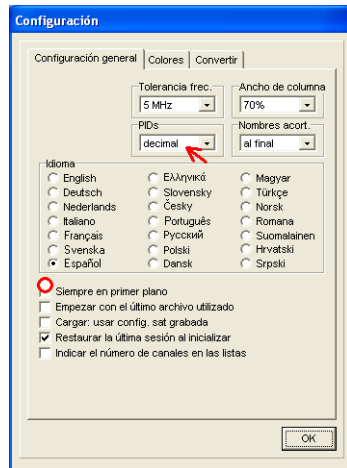 Configuración
Configuración general Colores Convertir
Tolerancia frec. Ancho de columna
5 MHz 70%
PIDs Nombres acort.
decimal al final
Idioma
English Ελληνικά Magyar
Deutsch Slovensky Türkçe
Nederlands Česky Norsk
Italiano Português Romana
Français Русский Suomalainen
Svenska Polski Hrvatski
Español Dansk Srpski
Siempre en primer plano
Empezar con el último archivo utilizado
Cargar: usar config. sat grabada
Restaurar la última sesión al inicializar
Indicar el número de canales en las listas
OK